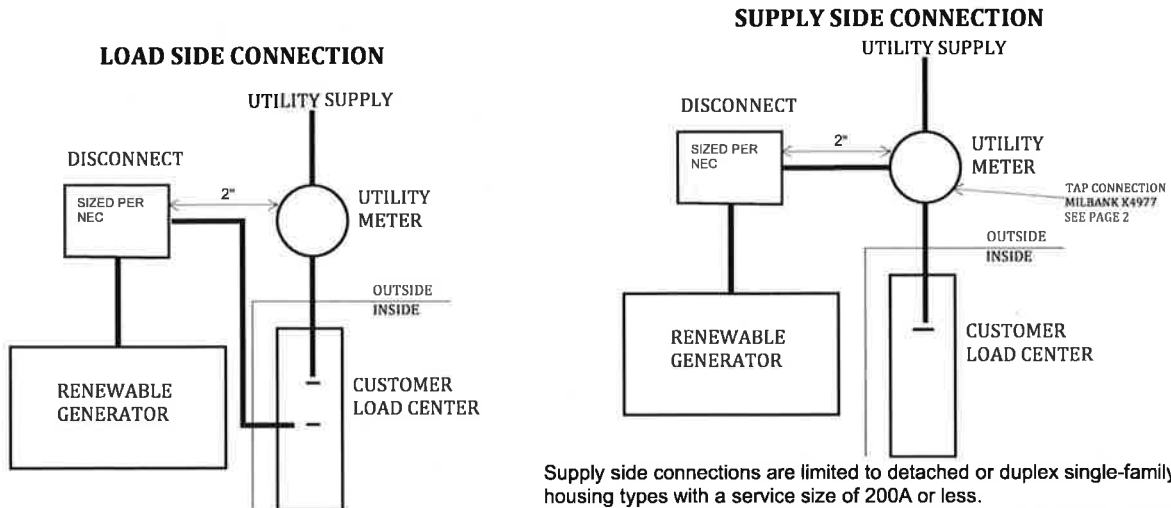 LOAD SIDE CONNECTION
UTILITY SUPPLY
DISCONNECT
SIZED PER
NEC
2"
UTILITY
METER
OUTSIDE
INSIDE
RENEWABLE
GENERATOR
CUSTOMER
LOAD CENTER
SUPPLY SIDE CONNECTION
UTILITY SUPPLY
DISCONNECT
SIZED PER
NEC
2"
UTILITY
METER
TAP CONNECTION
MILBANK K4977
SEE PAGE 2
OUTSIDE
INSIDE
RENEWABLE
GENERATOR
CUSTOMER
LOAD CENTER
Supply side connections are limited to detached or duplex single-family
housing types with a service size of 200A or less.